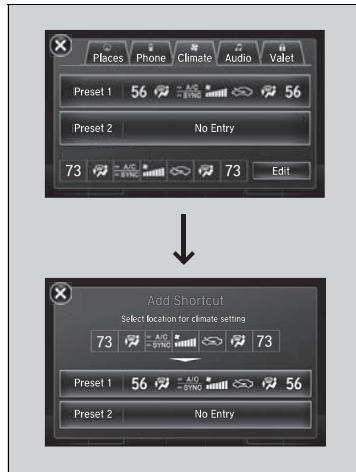 Places Phone Climate Audio Valet
Preset 1 56 A/C SYNC 56
Preset 2 No Entry
73 A/C SYNC 73 Edit
Add Shortcut
Select location for climate setting
73 A/C SYNC 73
Preset 1 56 A/C SYNC 56
Preset 2 No Entry